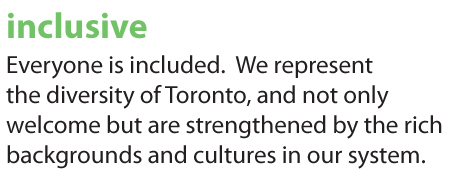 inclusive
Everyone is included.  We represent
the diversity of Toronto, and not only
welcome but are strengthened by the rich
backgrounds and cultures in our system.